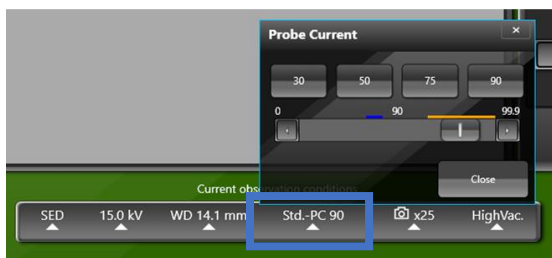 Probe Current
30 50 75 90
0 90 99.9
Close
Current observation conditions
SED 15.0 kV WD 14.1 mm Std.-PC 90 x25 HighVac.